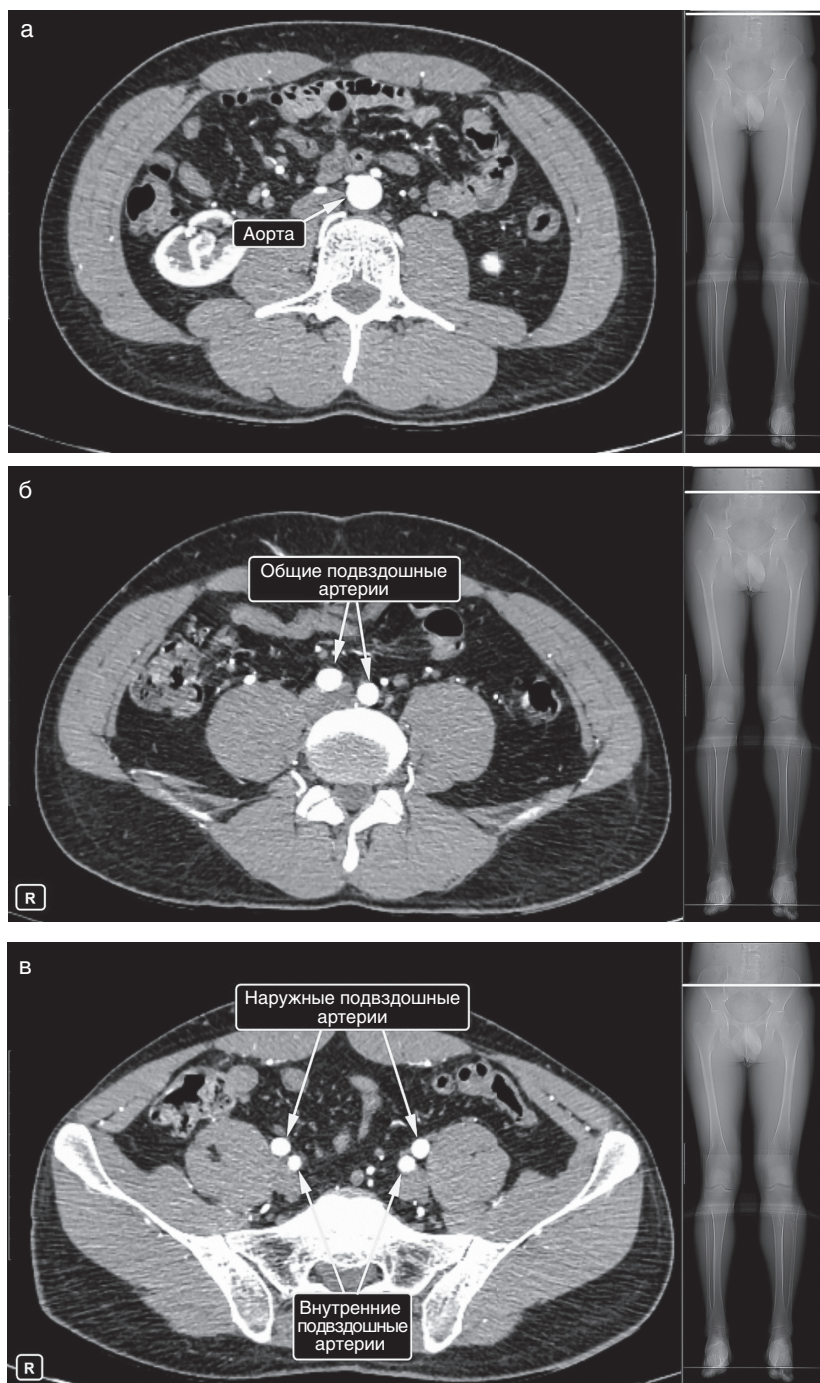 а
Аорта
б
Общие подвздошные
артерии
R
в
Наружные подвздошные
артерии
Внутренние
подвздошные
артерии
R